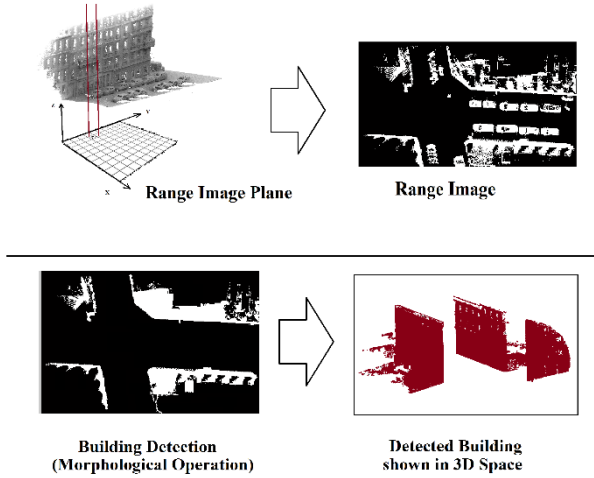 z
Y
X
Range Image Plane
Range Image
Building Detection
(Morphological Operation)
Detected Building
shown in 3D Space